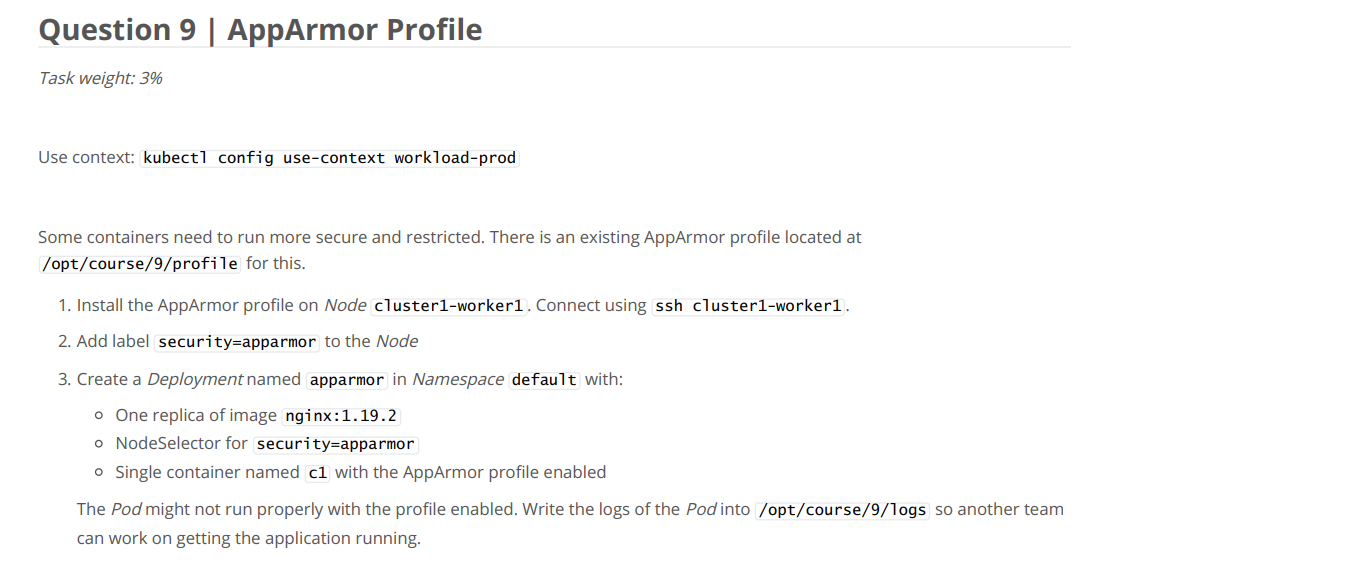 Question 9 | AppArmor Profile
Task weight: 3%
Use context: kubectl config use-context workload-prod
Some containers need to run more secure and restricted. There is an existing AppArmor profile located at
/opt/course/9/profile for this.
1. Install the AppArmor profile on Node cluster1-worker1. Connect using ssh cluster1-worker1.
2. Add label security=apparmor to the Node
3. Create a Deployment named apparmor in Namespace default with:
One replica of image nginx:1.19.2
NodeSelector for security=apparmor
Single container named c1 with the AppArmor profile enabled
The Pod might not run properly with the profile enabled. Write the logs of the Pod into /opt/course/9/logs so another team
can work on getting the application running.